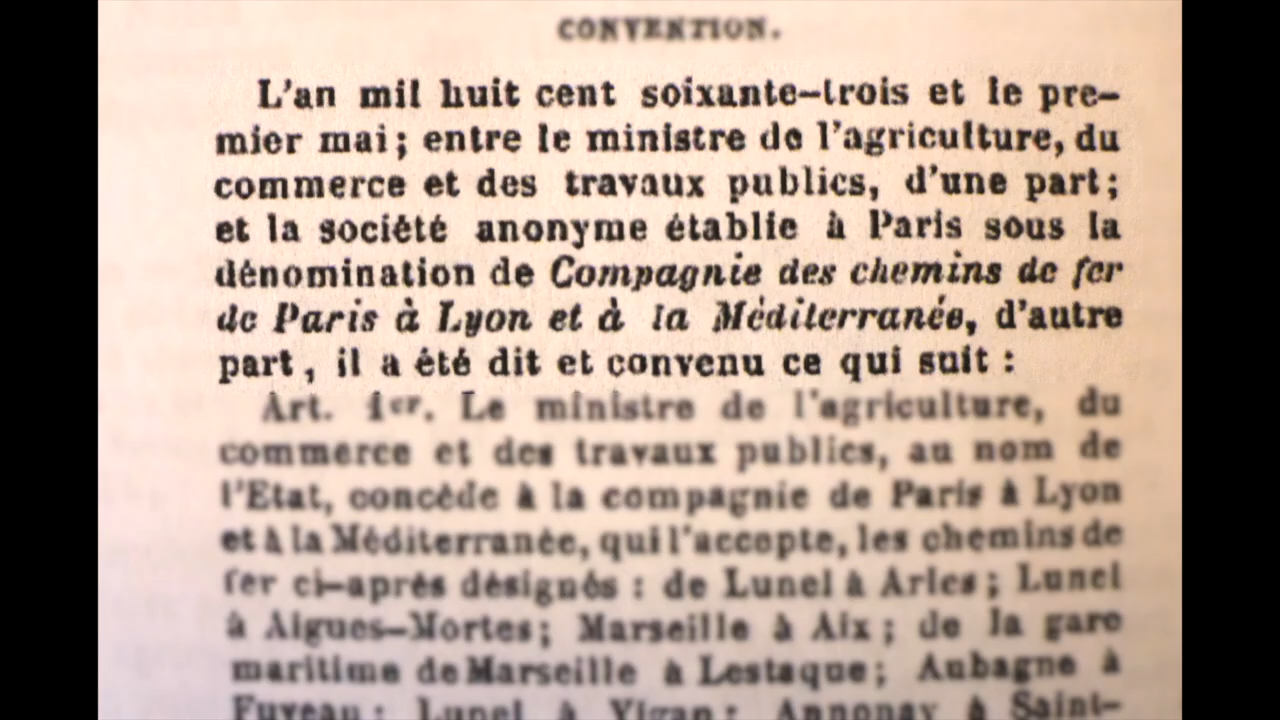 CONVENTION.
L'an mil huit cent soixante-trois et le pre-
mier mai; entre le ministre de l'agriculture, du
commerce et des travaux publics, d'une part;
et la société anonyme établie à Paris sous la
dénomination de Compagnie des chemins de fer
de Paris à Lyon et à la Méditerranée, d'autre
part, il a été dit et convenu ce qui suit :
Art. 1er. Le ministre de l'agriculture, du
commerce et des travaux publics, au nom de
l'Etat, concède à la compagnie de Paris à Lyon
et à la Méditerranée, qui l'accepte, les chemins de
fer ci-après désignés : de Lunel à Arles; Lunel
à Aigues-Mortes; Marseille à Aix; de la gare
maritime de Marseille à Lestaque; Aubagne à
Fuveau; Lunel à Vigan; Annonay à Saint-